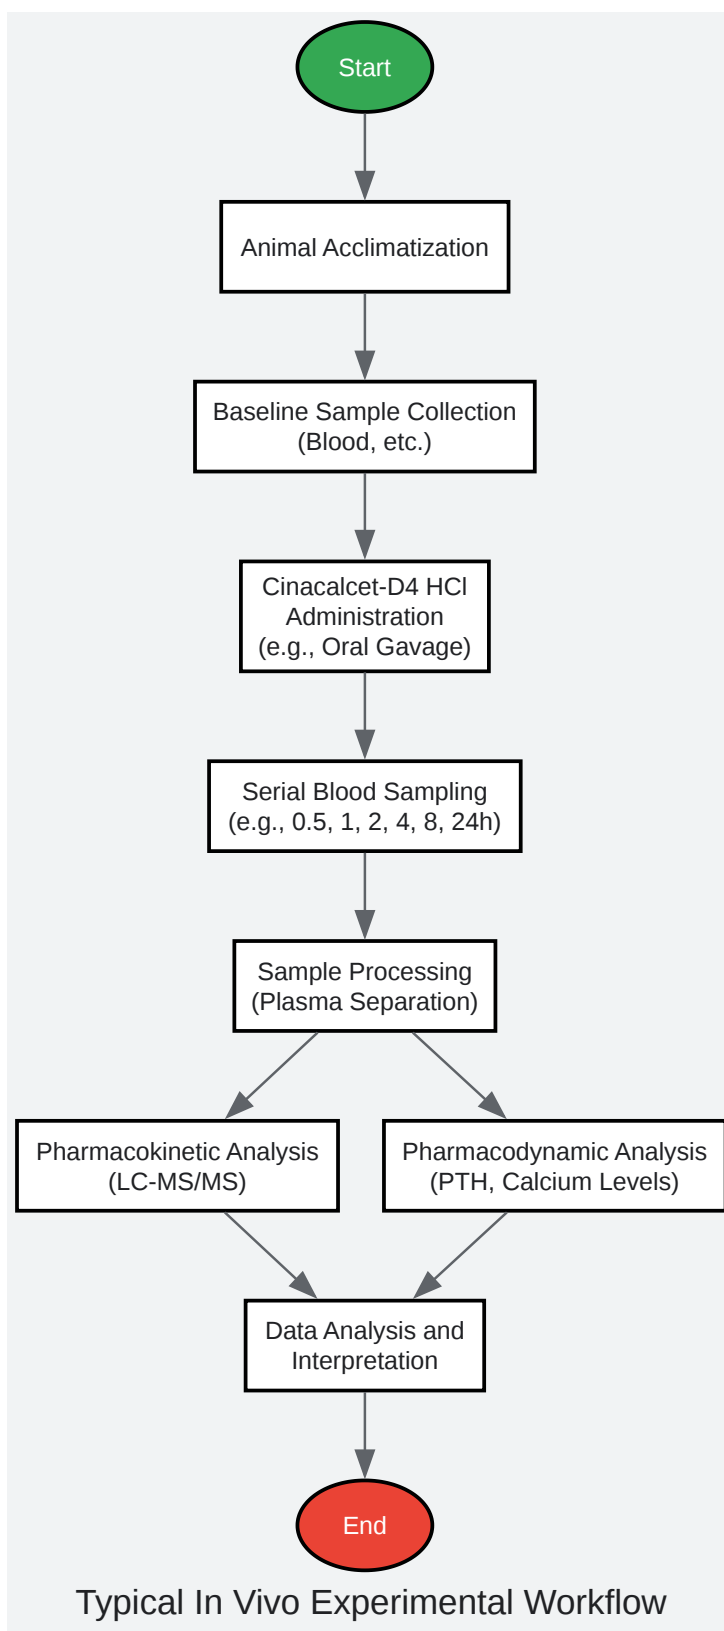 Start
Animal Acclimatization
Baseline Sample Collection
(Blood, etc.)
Cinacalcet-D4 HCl
Administration
(e.g., Oral Gavage)
Serial Blood Sampling
(e.g., 0.5, 1, 2, 4, 8, 24h)
Sample Processing
(Plasma Separation)
Pharmacokinetic Analysis
(LC-MS/MS)
Pharmacodynamic Analysis
(PTH, Calcium Levels)
Data Analysis and
Interpretation
End
Typical In Vivo Experimental Workflow